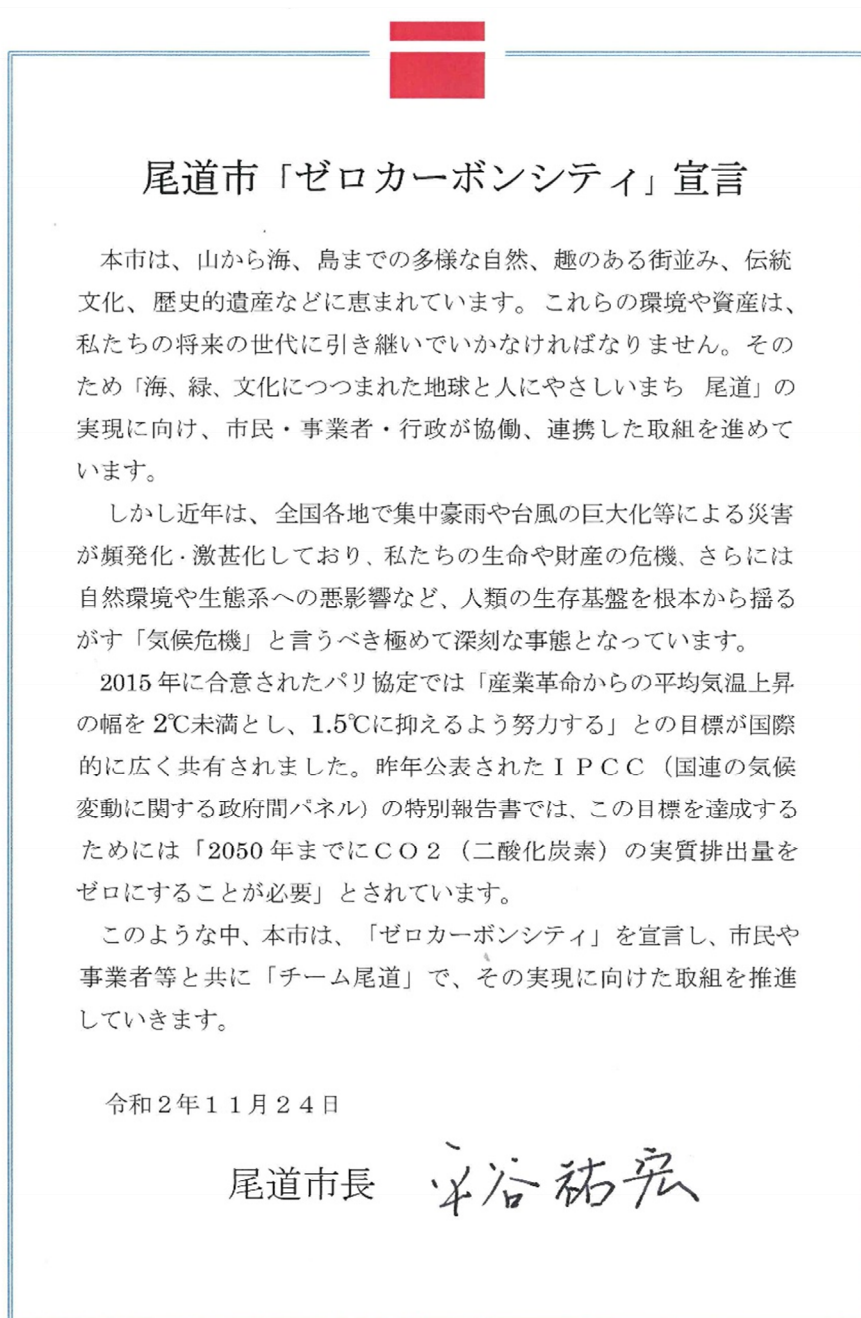 尾道市「ゼロカーボンシティ」宣言
本市は、山から海、島までの多様な自然、趣のある街並み、伝統
文化、歴史的遺産などに恵まれています。これらの環境や資産は、
私たちの将来の世代に引き継いでいかなければなりません。その
ため「海、緑、文化につつまれた地球と人にやさしいまち　尾道」の
実現に向け、市民・事業者・行政が協働、連携した取組を進めて
います。
しかし近年は、全国各地で集中豪雨や台風の巨大化等による災害
が頻発化・激甚化しており、私たちの生命や財産の危機、さらには
自然環境や生態系への悪影響など、人類の生存基盤を根本から揺る
がす「気候危機」と言うべき極めて深刻な事態となっています。
2015年に合意されたパリ協定では「産業革命からの平均気温上昇
の幅を2℃未満とし、1.5℃に抑えるよう努力する」との目標が国際
的に広く共有されました。昨年公表されたＩＰＣＣ（国連の気候
変動に関する政府間パネル）の特別報告書では、この目標を達成する
ためには「2050年までにＣＯ２（二酸化炭素）の実質排出量を
ゼロにすることが必要」とされています。
このような中、本市は、「ゼロカーボンシティ」を宣言し、市民や
事業者等と共に「チーム尾道」で、その実現に向けた取組を推進
していきます。
令和２年１１月２４日
尾道市長　平谷祐宏